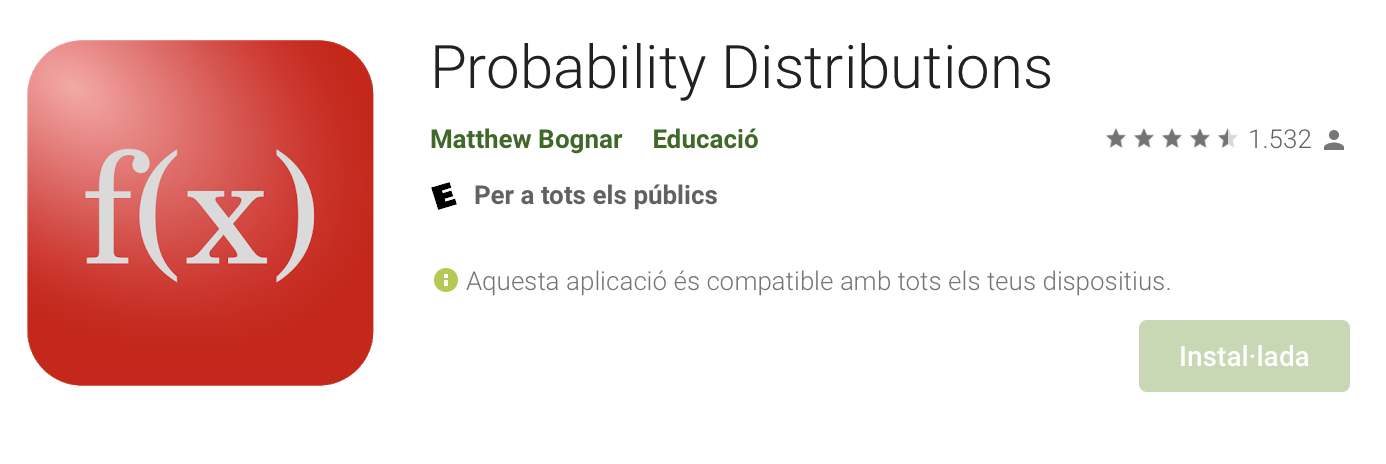 f(x)
Probability Distributions
Matthew Bognar Educació 1.532
E Per a tots els públics
Aquesta aplicació és compatible amb tots els teus dispositius.
Instal·lada